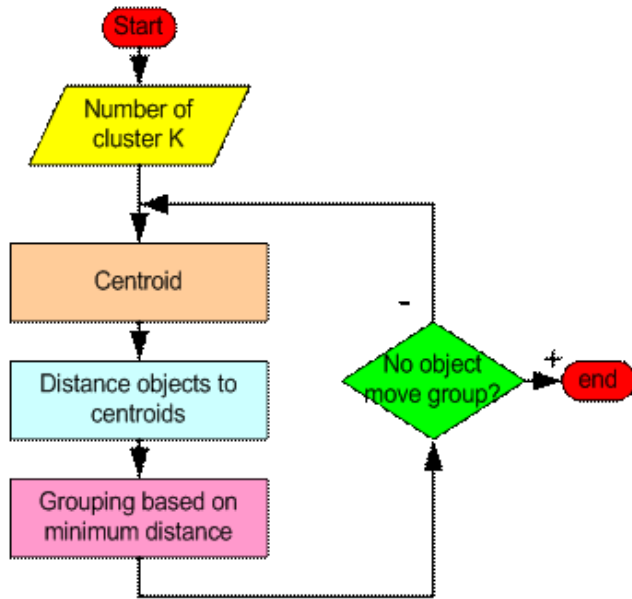 Start
Number of
cluster K
Centroid
Distance objects to
centroids
Grouping based on
minimum distance
-
No object
move group?
+
end